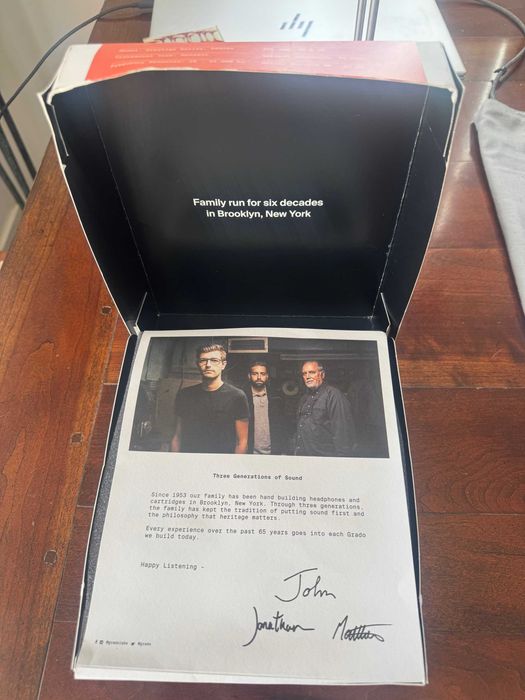 hp
Family run for six decades
in Brooklyn, New York
Three Generations of Sound
Since 1953 our family has been hand building headphones and
cartridges in Brooklyn, New York. Through three generations,
the family has kept the tradition of putting sound first and
the philosophy that heritage matters.
Every experience over the past 65 years goes into each Grado
we build today.
Happy Listening -
John
Jonathan Matthew
@gradolabs @grado